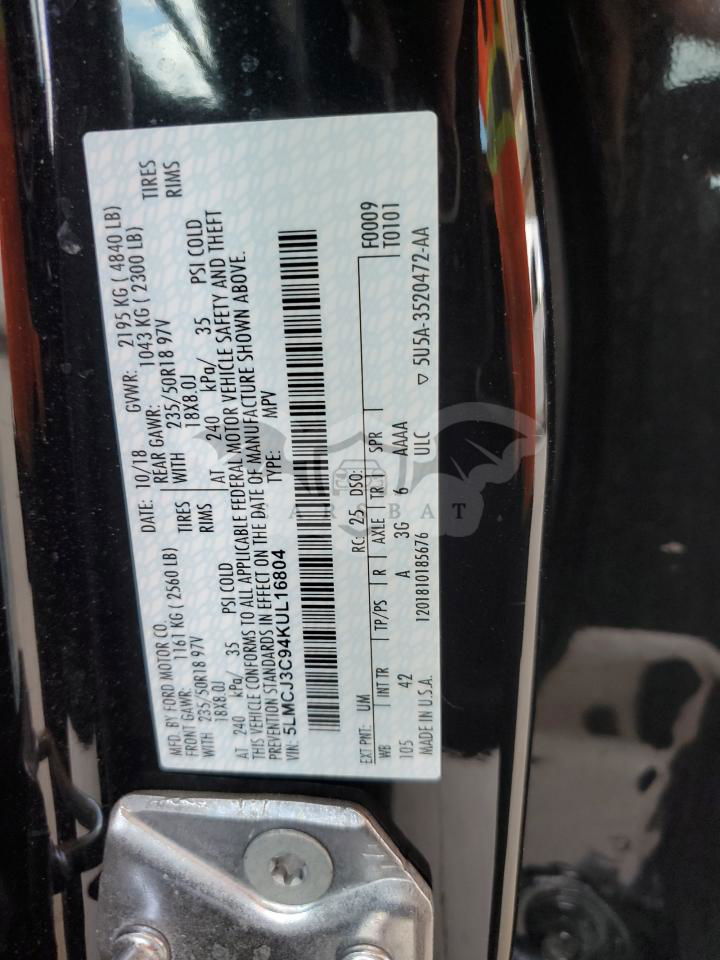 MFD. BY FORD MOTOR CO.
DATE: 10/18
GVWR: 2195 KG ( 4840 LB)
FRONT GAWR: 1161 KG ( 2560 LB)
REAR GAWR: 1043 KG ( 2300 LB)
WITH 235/50R18 97V TIRES
WITH 235/50R18 97V TIRES
18X8.0J RIMS
18X8.0J RIMS
AT 240 kPa/ 35 PSI COLD
AT 240 kPa/ 35 PSI COLD
THIS VEHICLE CONFORMS TO ALL APPLICABLE FEDERAL MOTOR VEHICLE SAFETY AND THEFT
PREVENTION STANDARDS IN EFFECT ON THE DATE OF MANUFACTURE SHOWN ABOVE.
VIN: 5LMCJ3C94KUL16804
TYPE: MPV
EXT PNT: UM RC: 25 DSO: F0009
WB INT TR TP/PS R AXLE TR SPR T0101
105 42 A 3G 6 AAAA
MADE IN U.S.A. 1201810185676 ULC ▽ 5U5A-3520472-AA
CAR BAT